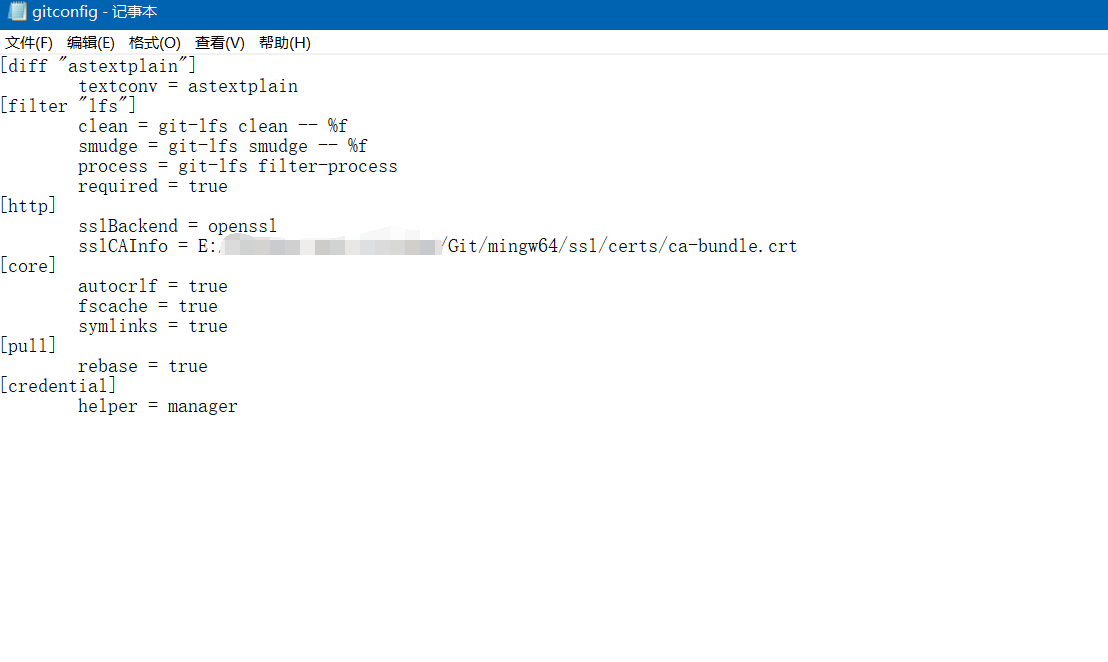 gitconfig - 记事本
文件(F) 编辑(E) 格式(O) 查看(V) 帮助(H)
[diff "astextplain"]
textconv = astextplain
[filter "lfs"]
clean = git-lfs clean -- %f
smudge = git-lfs smudge -- %f
process = git-lfs filter-process
required = true
[http]
sslBackend = openssl
sslCAInfo = E:/ /Git/mingw64/ssl/certs/ca-bundle.crt
[core]
autocrlf = true
fscache = true
symlinks = true
[pull]
rebase = true
[credential]
helper = manager